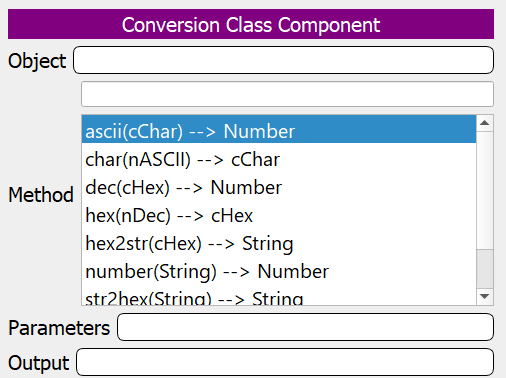 Conversion Class Component
Object
Method
ascii(cChar) --> Number
char(nASCII) --> cChar
dec(cHex) --> Number
hex(nDec) --> cHex
hex2str(cHex) --> String
number(String) --> Number
str2hex(String) --> String
Parameters
Output